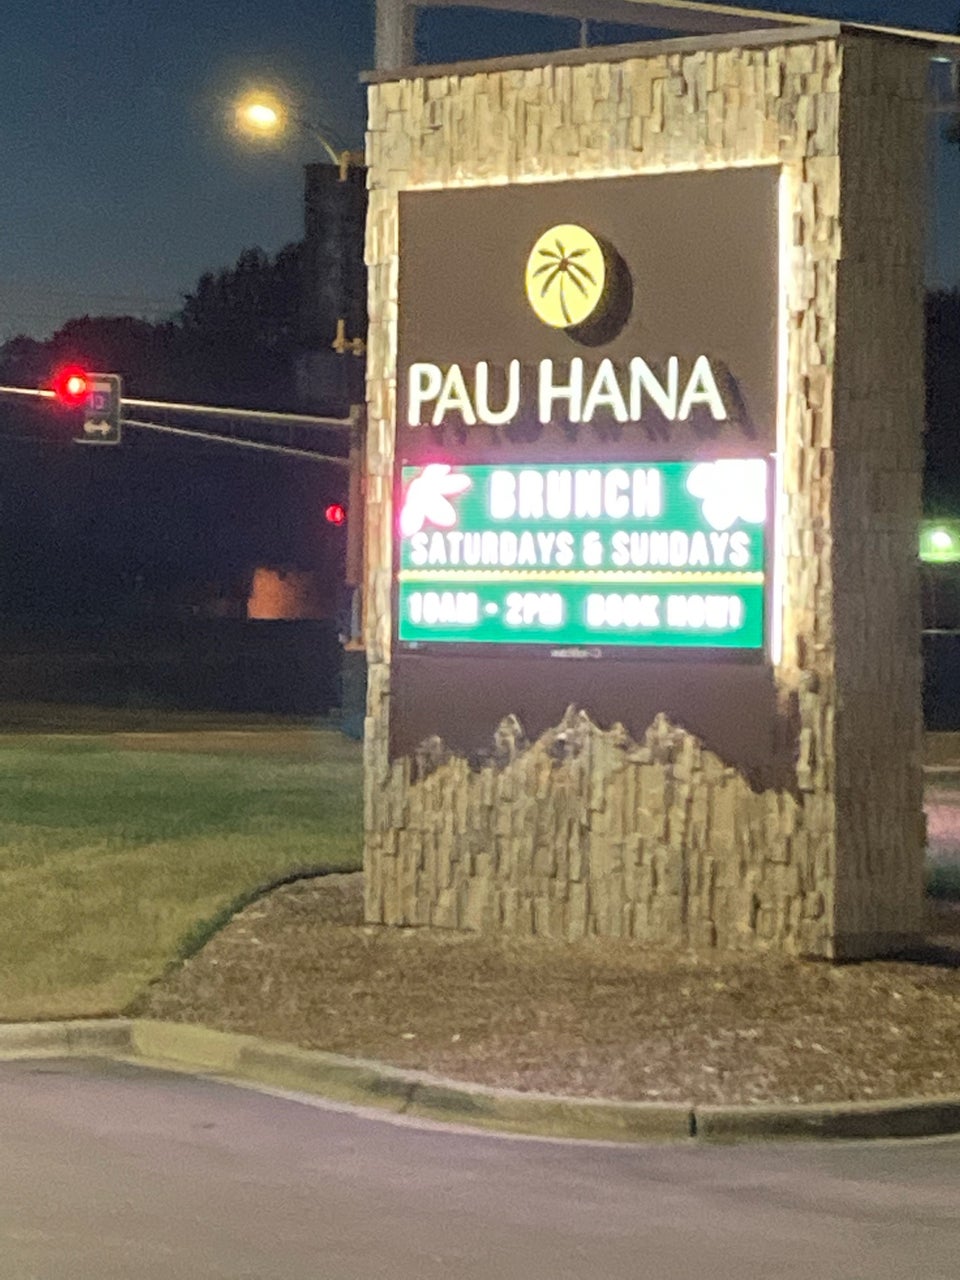 PAU HANA
BRUNCH
SATURDAYS & SUNDAYS
10AM - 2PM BOOK NOW!